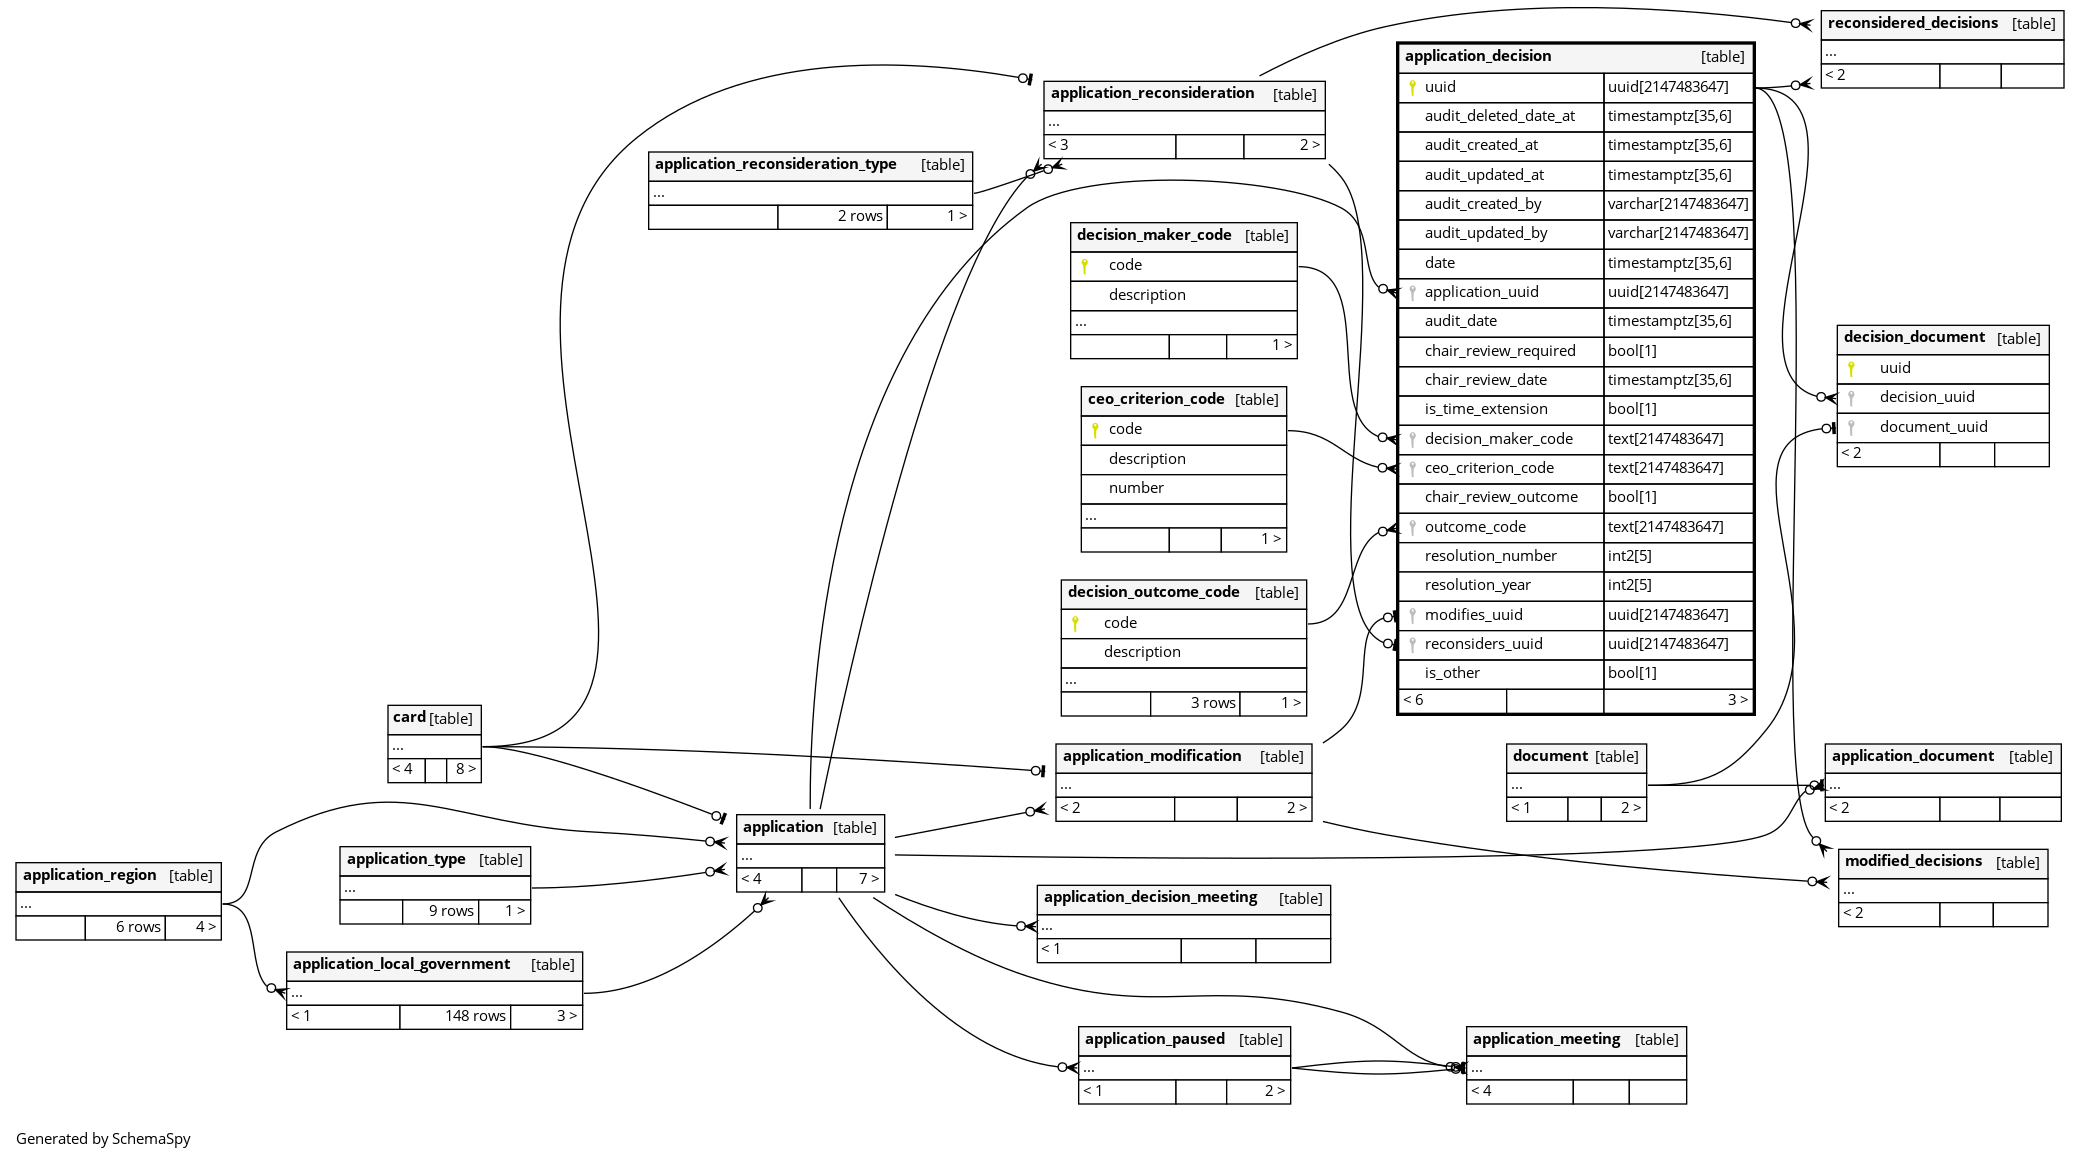 reconsidered_decisions [table]
...
< 2
application_decision [table]
uuid uuid[2147483647]
audit_deleted_date_at timestamptz[35,6]
audit_created_at timestamptz[35,6]
audit_updated_at timestamptz[35,6]
audit_created_by varchar[2147483647]
audit_updated_by varchar[2147483647]
date timestamptz[35,6]
application_uuid uuid[2147483647]
audit_date timestamptz[35,6]
chair_review_required bool[1]
chair_review_date timestamptz[35,6]
is_time_extension bool[1]
decision_maker_code text[2147483647]
ceo_criterion_code text[2147483647]
chair_review_outcome bool[1]
outcome_code text[2147483647]
resolution_number int2[5]
resolution_year int2[5]
modifies_uuid uuid[2147483647]
reconsiders_uuid uuid[2147483647]
is_other bool[1]
< 6 3 >
application_reconsideration [table]
...
< 3 2 >
application_reconsideration_type [table]
...
2 rows 1 >
decision_maker_code [table]
code
description
...
1 >
ceo_criterion_code [table]
code
description
number
...
1 >
decision_document [table]
uuid
decision_uuid
document_uuid
< 2
decision_outcome_code [table]
code
description
...
3 rows 1 >
card [table]
...
< 4 8 >
application_modification [table]
...
< 2 2 >
document [table]
...
< 1 2 >
application_document [table]
...
< 2
application [table]
...
< 4 7 >
application_type [table]
...
9 rows 1 >
application_region [table]
...
6 rows 4 >
modified_decisions [table]
...
< 2
application_decision_meeting [table]
...
< 1
application_local_government [table]
...
< 1 148 rows 3 >
application_paused [table]
...
< 1 2 >
application_meeting [table]
...
< 4
Generated by SchemaSpy